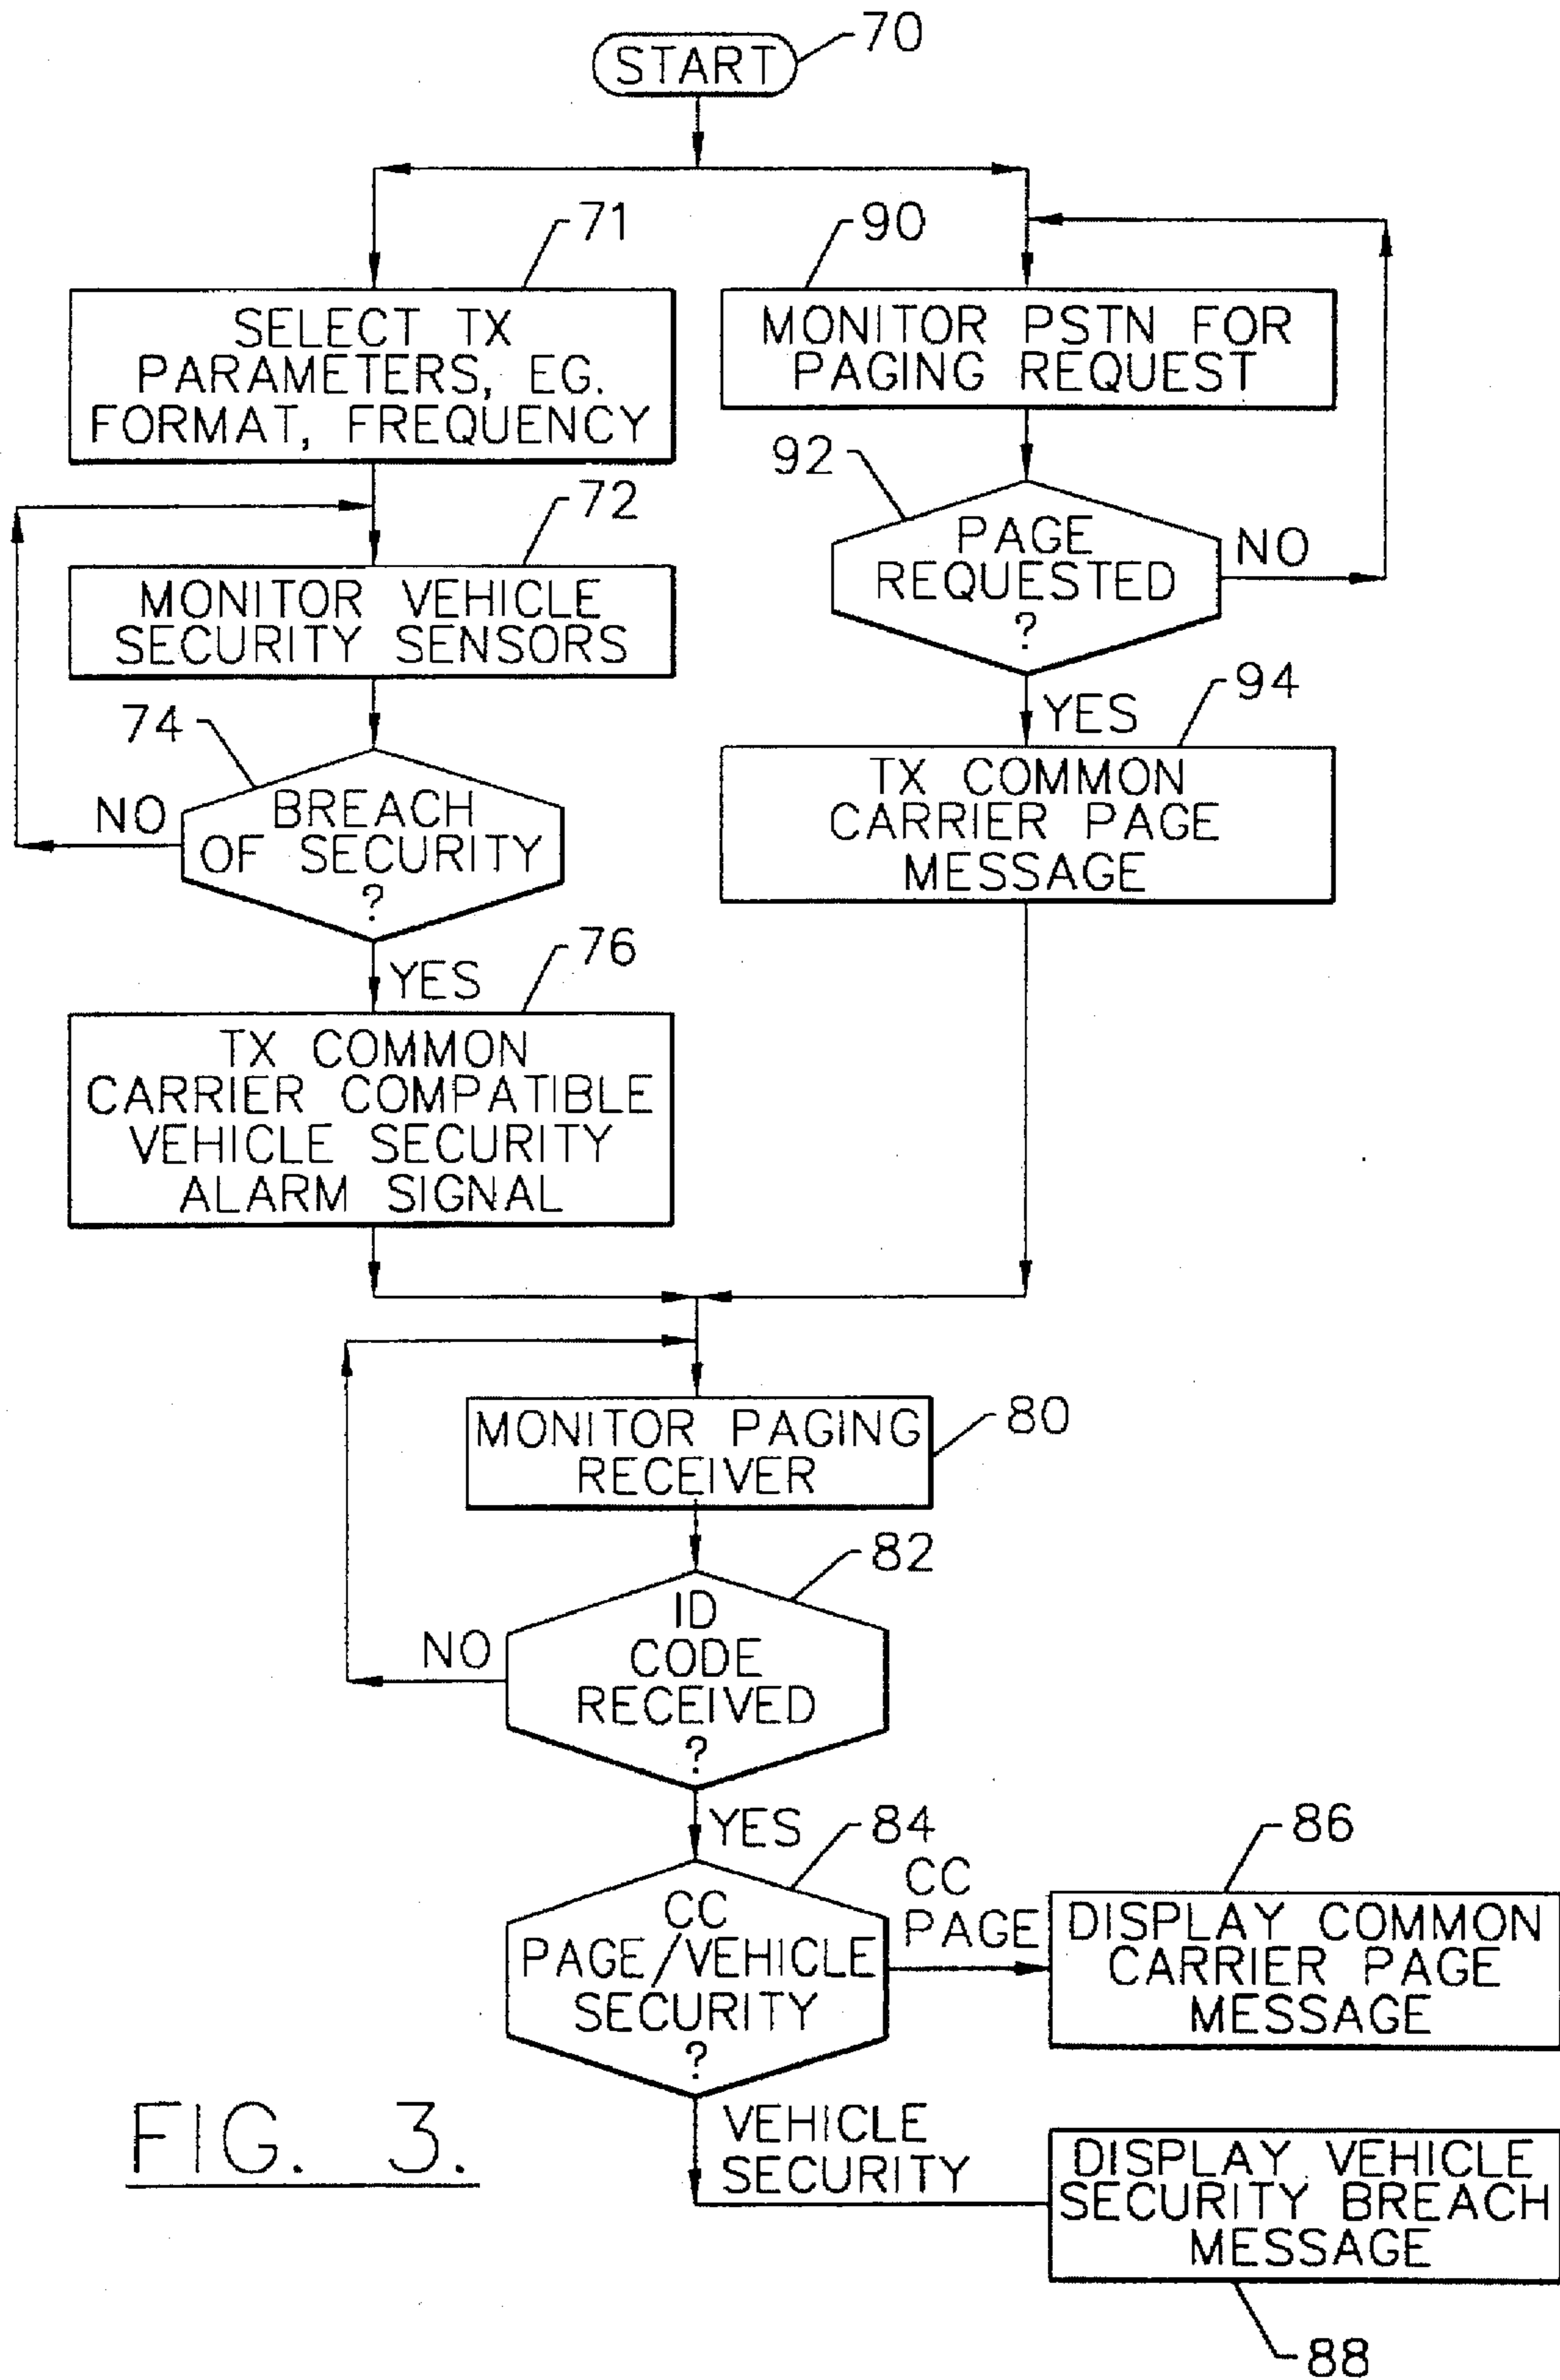 START
70
71
SELECT TX
PARAMETERS, EG.
FORMAT, FREQUENCY
90
MONITOR PSTN FOR
PAGING REQUEST
72
MONITOR VEHICLE
SECURITY SENSORS
92
PAGE
REQUESTED
?
NO
74
BREACH
OF SECURITY
?
NO
YES
94
TX COMMON
CARRIER PAGE
MESSAGE
YES
76
TX COMMON
CARRIER COMPATIBLE
VEHICLE SECURITY
ALARM SIGNAL
MONITOR PAGING
RECEIVER
80
82
ID
CODE
RECEIVED
?
NO
YES
84
CC
PAGE/VEHICLE
SECURITY
?
CC
PAGE
86
DISPLAY COMMON
CARRIER PAGE
MESSAGE
VEHICLE
SECURITY
DISPLAY VEHICLE
SECURITY BREACH
MESSAGE
88
FIG. 3.